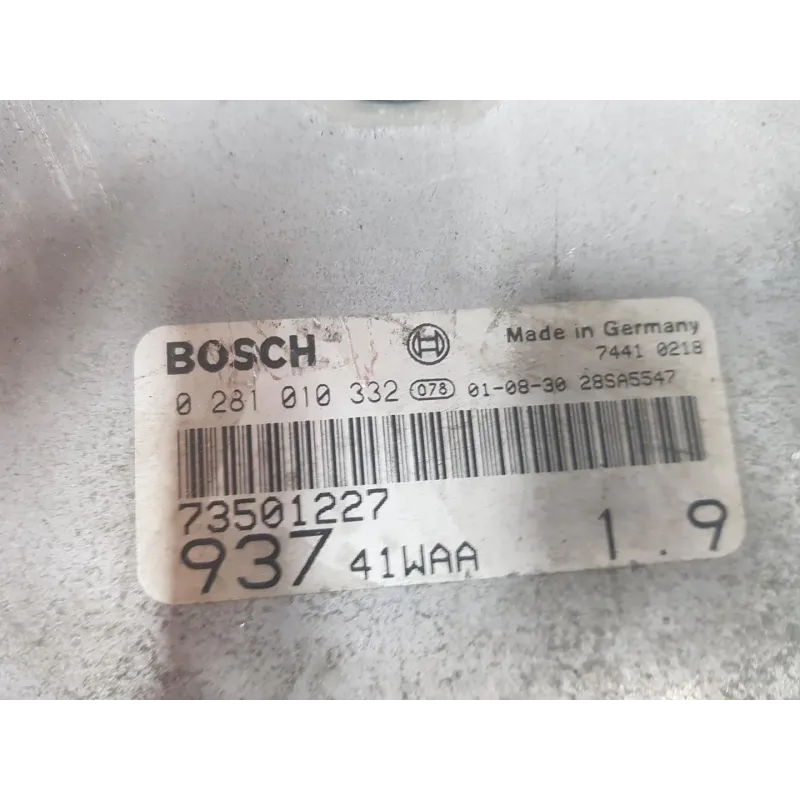 BOSCH Made in Germany
7441 0218
0 281 010 332 078 01-08-30 28SA5547
73501227
937 41WAA 1.9